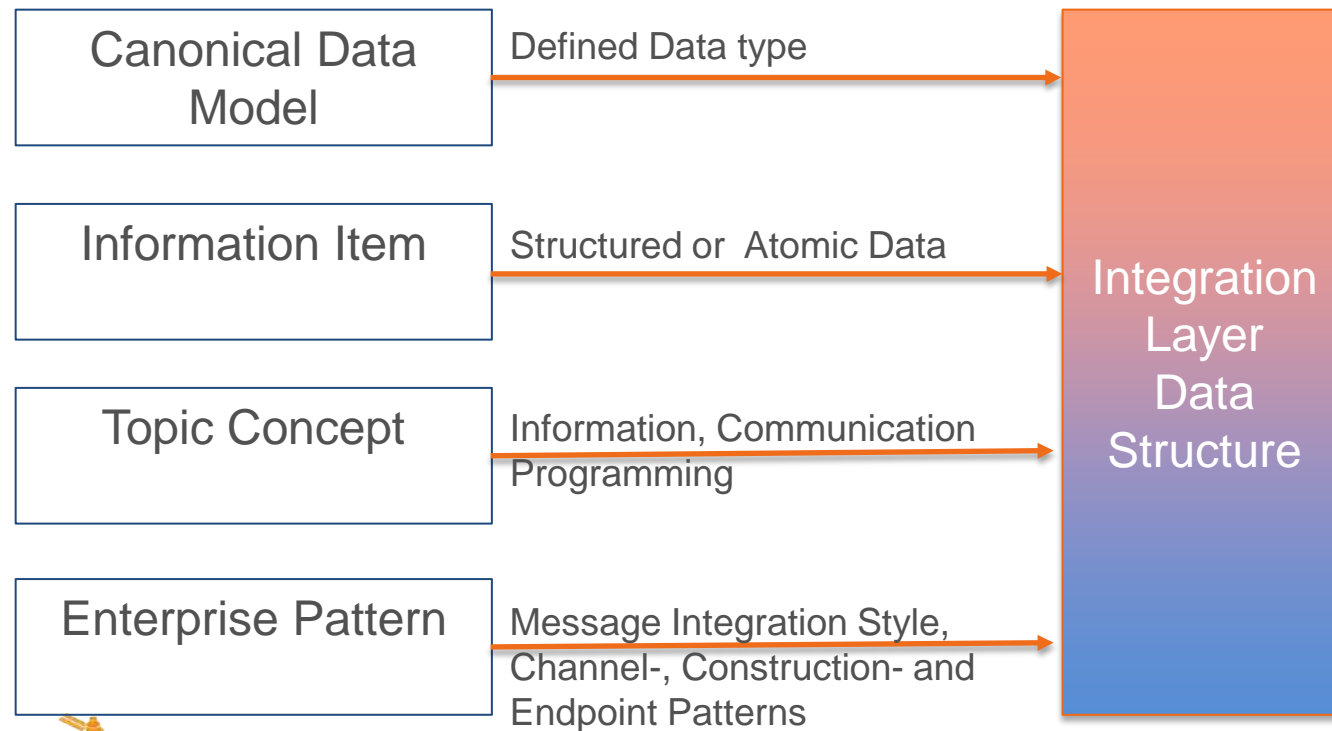 Canonical Data
Model
Defined Data type
Information Item
Structured or Atomic Data
Topic Concept
Information, Communication
Programming
Enterprise Pattern
Message Integration Style,
Channel-, Construction- and
Endpoint Patterns
Integration
Layer
Data
Structure